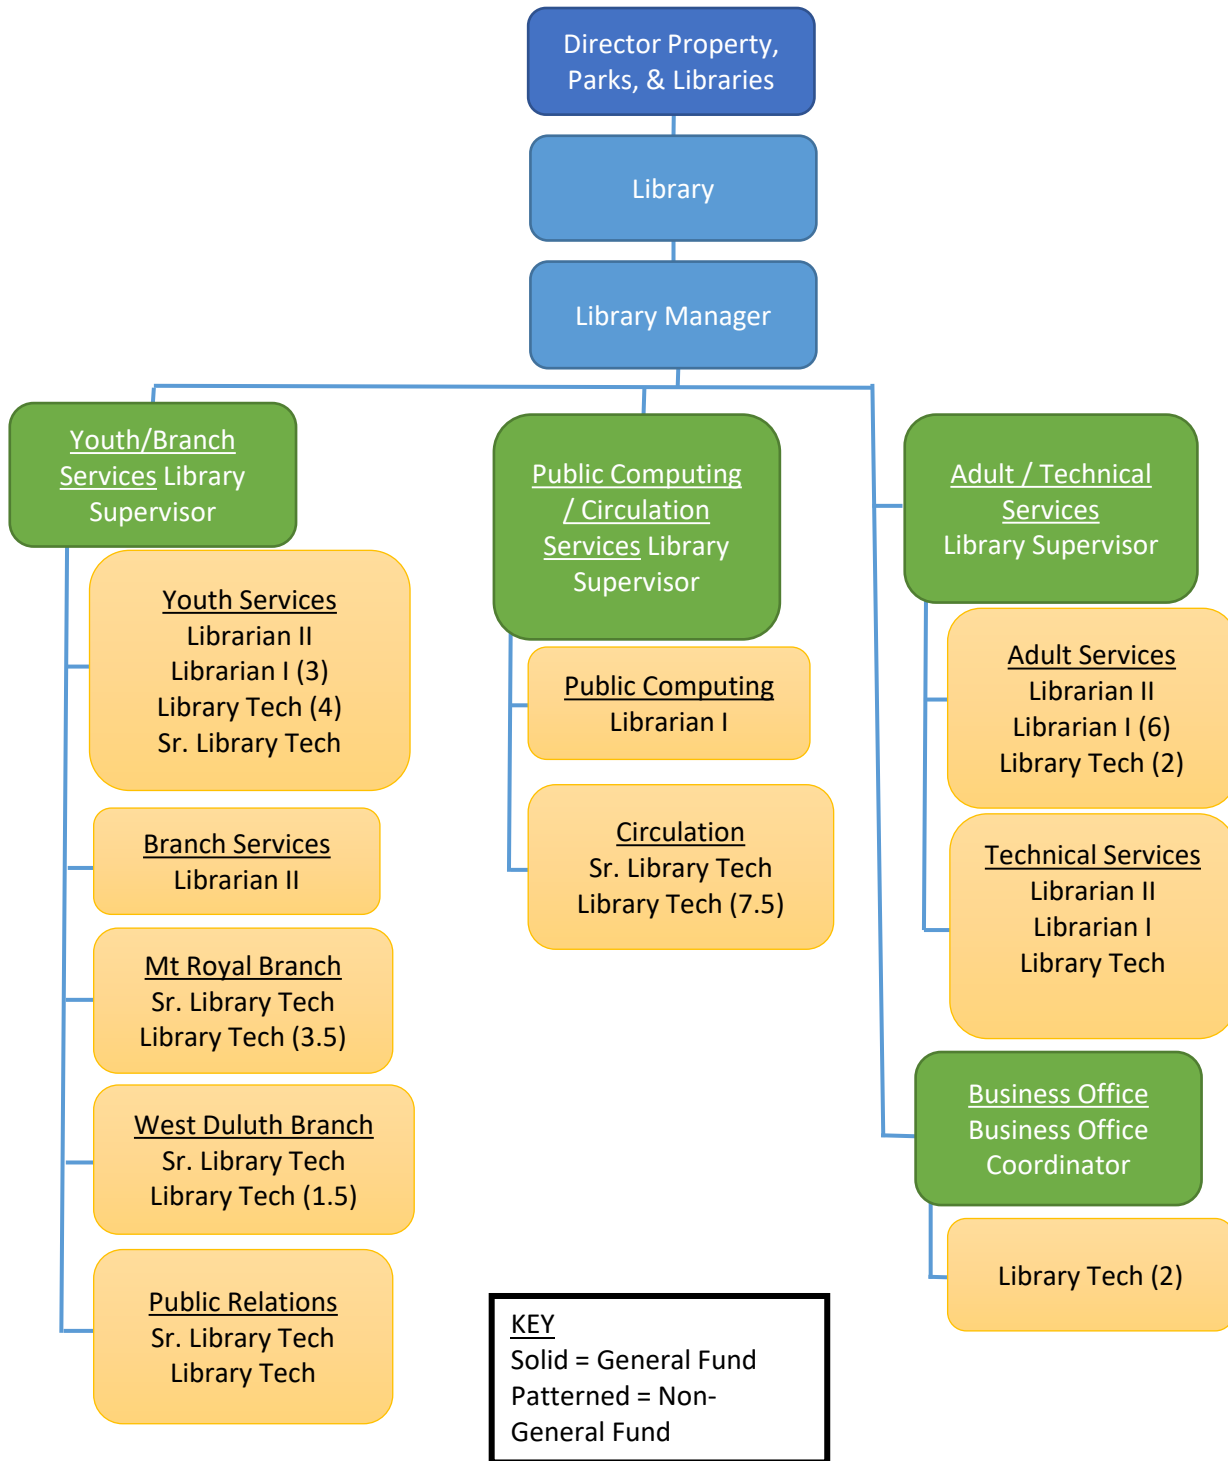 Director Property,
Parks, & Libraries
Library
Library Manager
Youth/Branch
Services Library
Supervisor
Youth Services
Librarian II
Librarian I (3)
Library Tech (4)
Sr. Library Tech
Branch Services
Librarian II
Mt Royal Branch
Sr. Library Tech
Library Tech (3.5)
West Duluth Branch
Sr. Library Tech
Library Tech (1.5)
Public Relations
Sr. Library Tech
Library Tech
Public Computing
/ Circulation
Services Library
Supervisor
Public Computing
Librarian I
Circulation
Sr. Library Tech
Library Tech (7.5)
Adult / Technical
Services
Library Supervisor
Adult Services
Librarian II
Librarian I (6)
Library Tech (2)
Technical Services
Librarian II
Librarian I
Library Tech
Business Office
Business Office
Coordinator
Library Tech (2)
KEY
Solid = General Fund
Patterned = Non-
General Fund